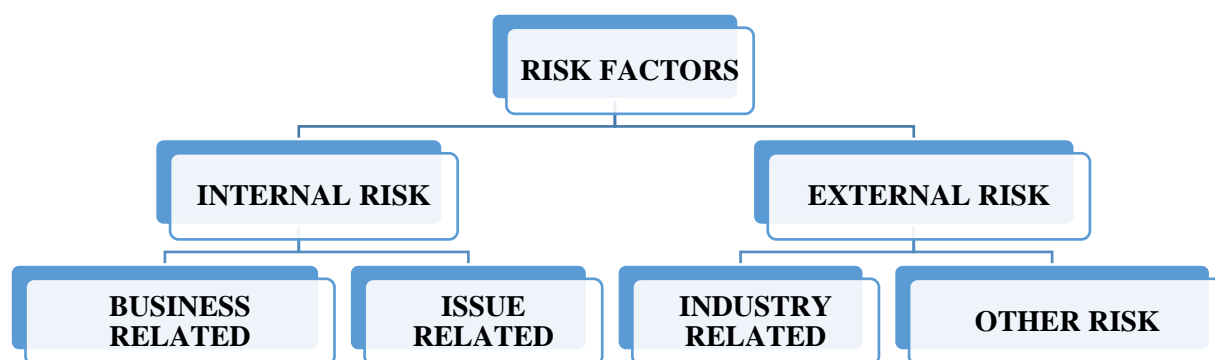 RISK FACTORS
INTERNAL RISK
EXTERNAL RISK
BUSINESS
RELATED
ISSUE
RELATED
INDUSTRY
RELATED
OTHER RISK